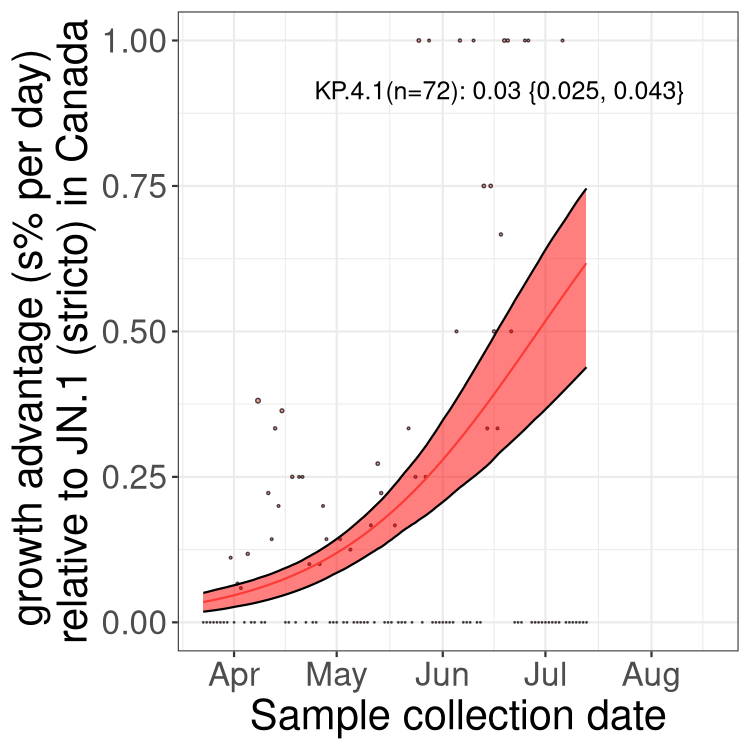 growth advantage (s% per day)
relative to JN.1 (stricto) in Canada
1.00
KP.4.1(n=72): 0.03 {0.025, 0.043}
0.75
0.50
0.25
0.00
Apr May Jun Jul Aug
Sample collection date